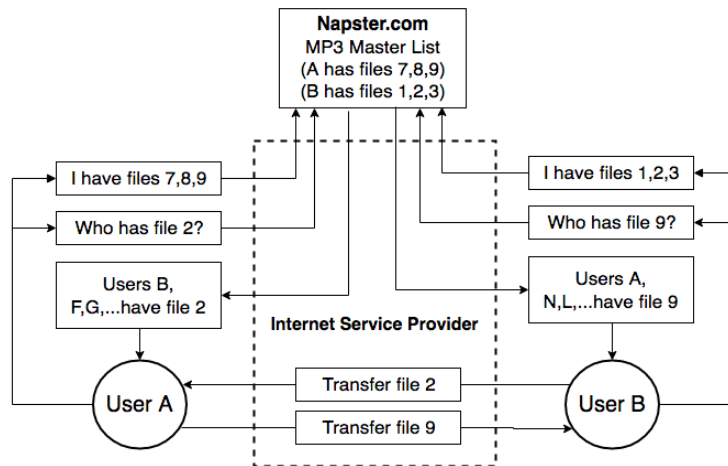 Napster.com
MP3 Master List
(A has files 7,8,9)
(B has files 1,2,3)
I have files 7,8,9
I have files 1,2,3
Who has file 2?
Who has file 9?
Users B,
F,G,...have file 2
Users A,
N,L,...have file 9
Internet Service Provider
User A
Transfer file 2
Transfer file 9
User B